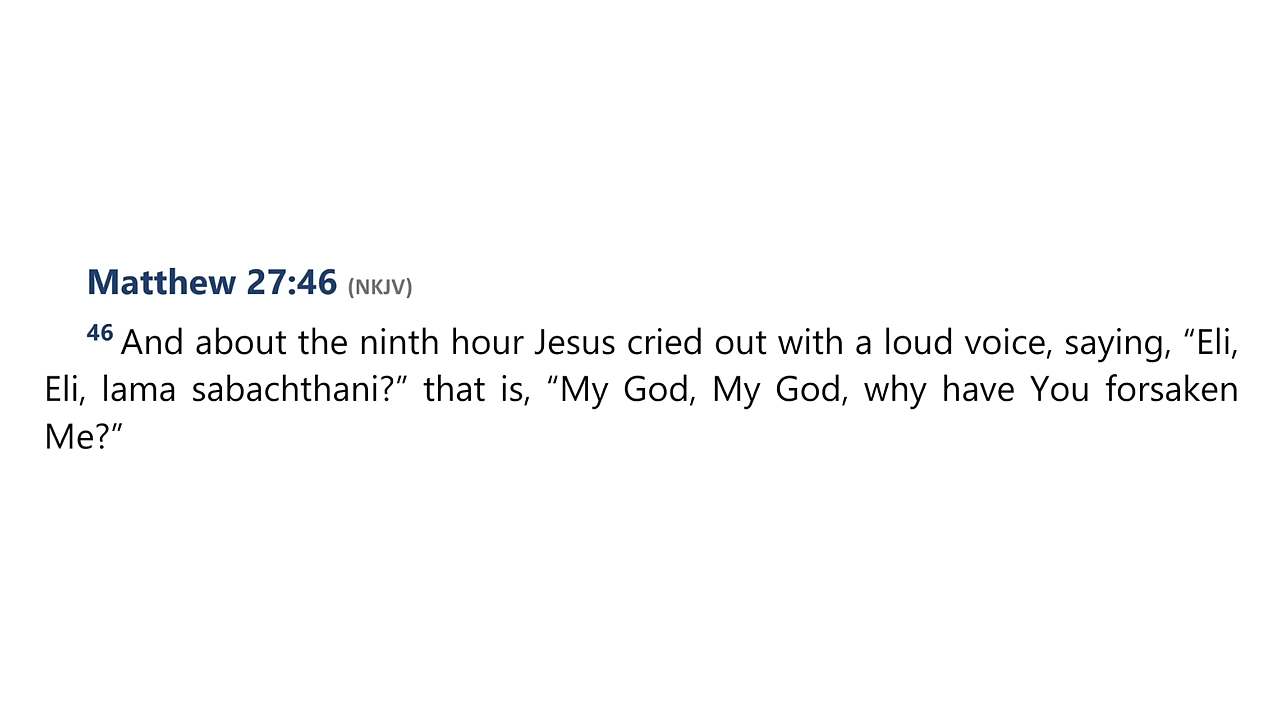 Matthew 27:46 (NKJV)
46 And about the ninth hour Jesus cried out with a loud voice, saying, “Eli,
Eli, lama sabachthani?” that is, “My God, My God, why have You forsaken
Me?”